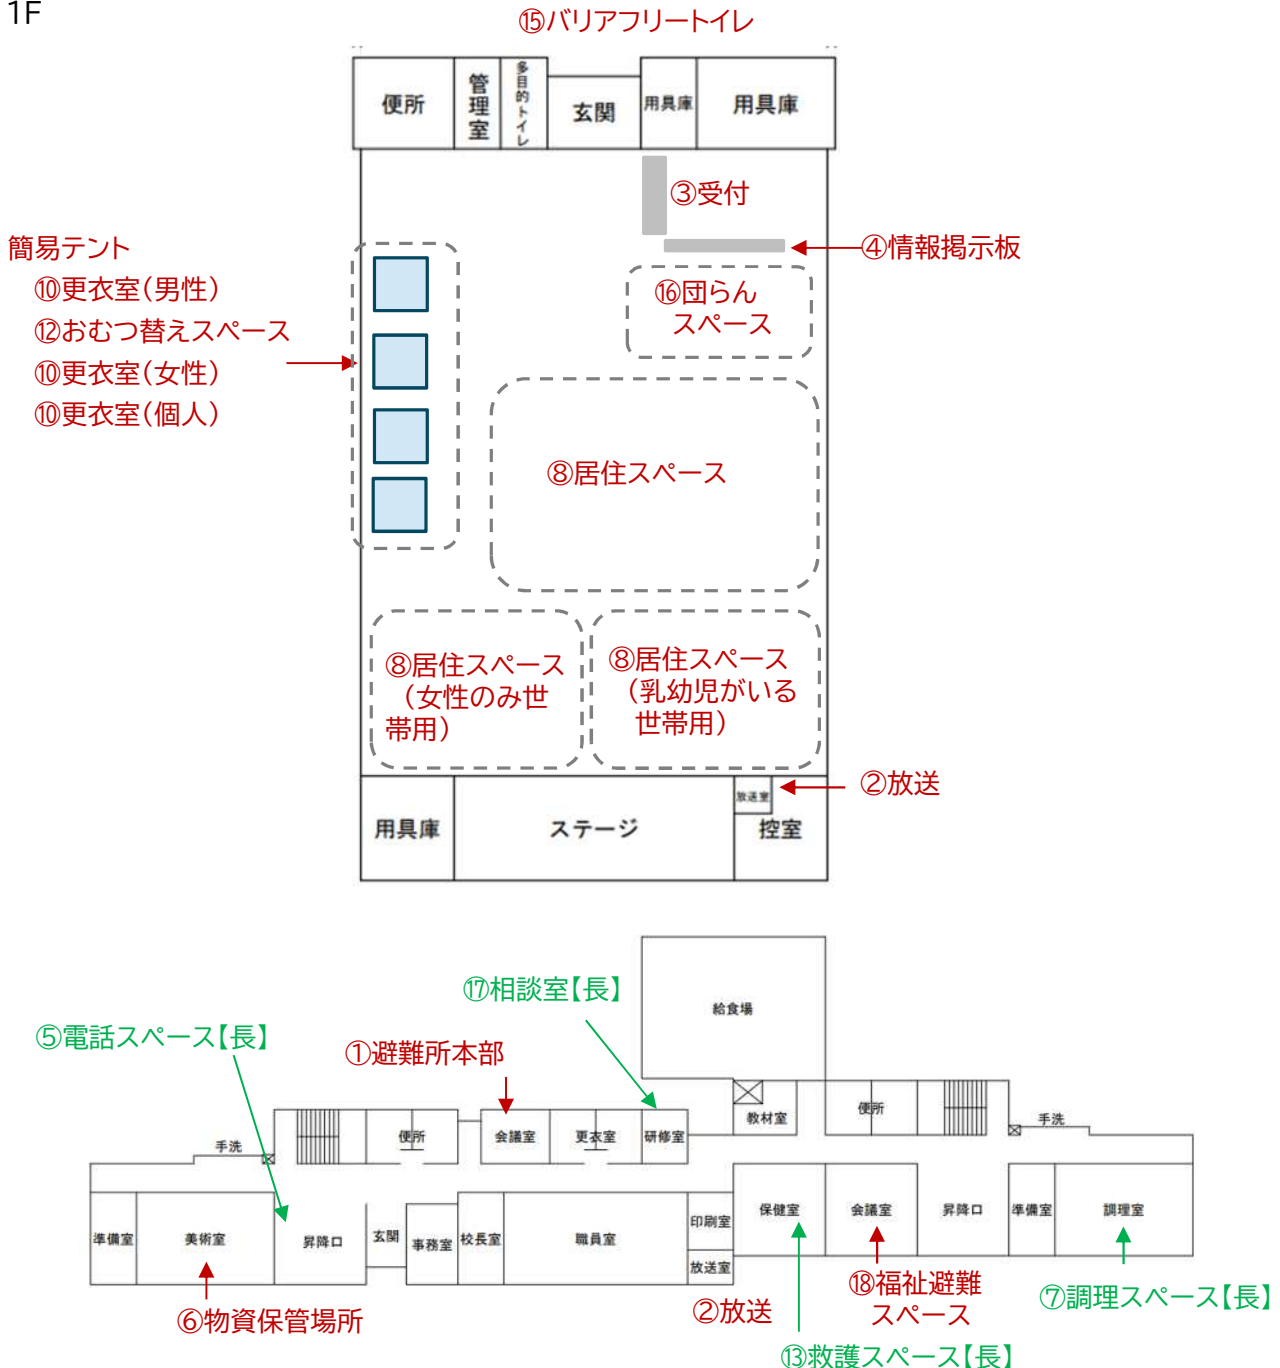 1F
⑮バリアフリートイレ
便所
管理室
多目的トイレ
玄関
用具庫
用具庫
③受付
④情報掲示板
簡易テント
⑩更衣室(男性)
⑫おむつ替えスペース
⑩更衣室(女性)
⑩更衣室(個人)
⑯団らん
スペース
⑧居住スペース
⑧居住スペース
(女性のみ世
帯用)
⑧居住スペース
(乳幼児がいる
世帯用)
②放送
放送室
用具庫
ステージ
控室
⑰相談室【長】
給食場
⑤電話スペース【長】
①避難所本部
教材室
便所
手洗
手洗
便所
会議室
更衣室
研修室
準備室
美術室
昇降口
玄関
事務室
校長室
職員室
印刷室
放送室
保健室
会議室
昇降口
準備室
調理室
⑥物資保管場所
②放送
⑱福祉避難
スペース
⑦調理スペース【長】
⑬救護スペース【長】